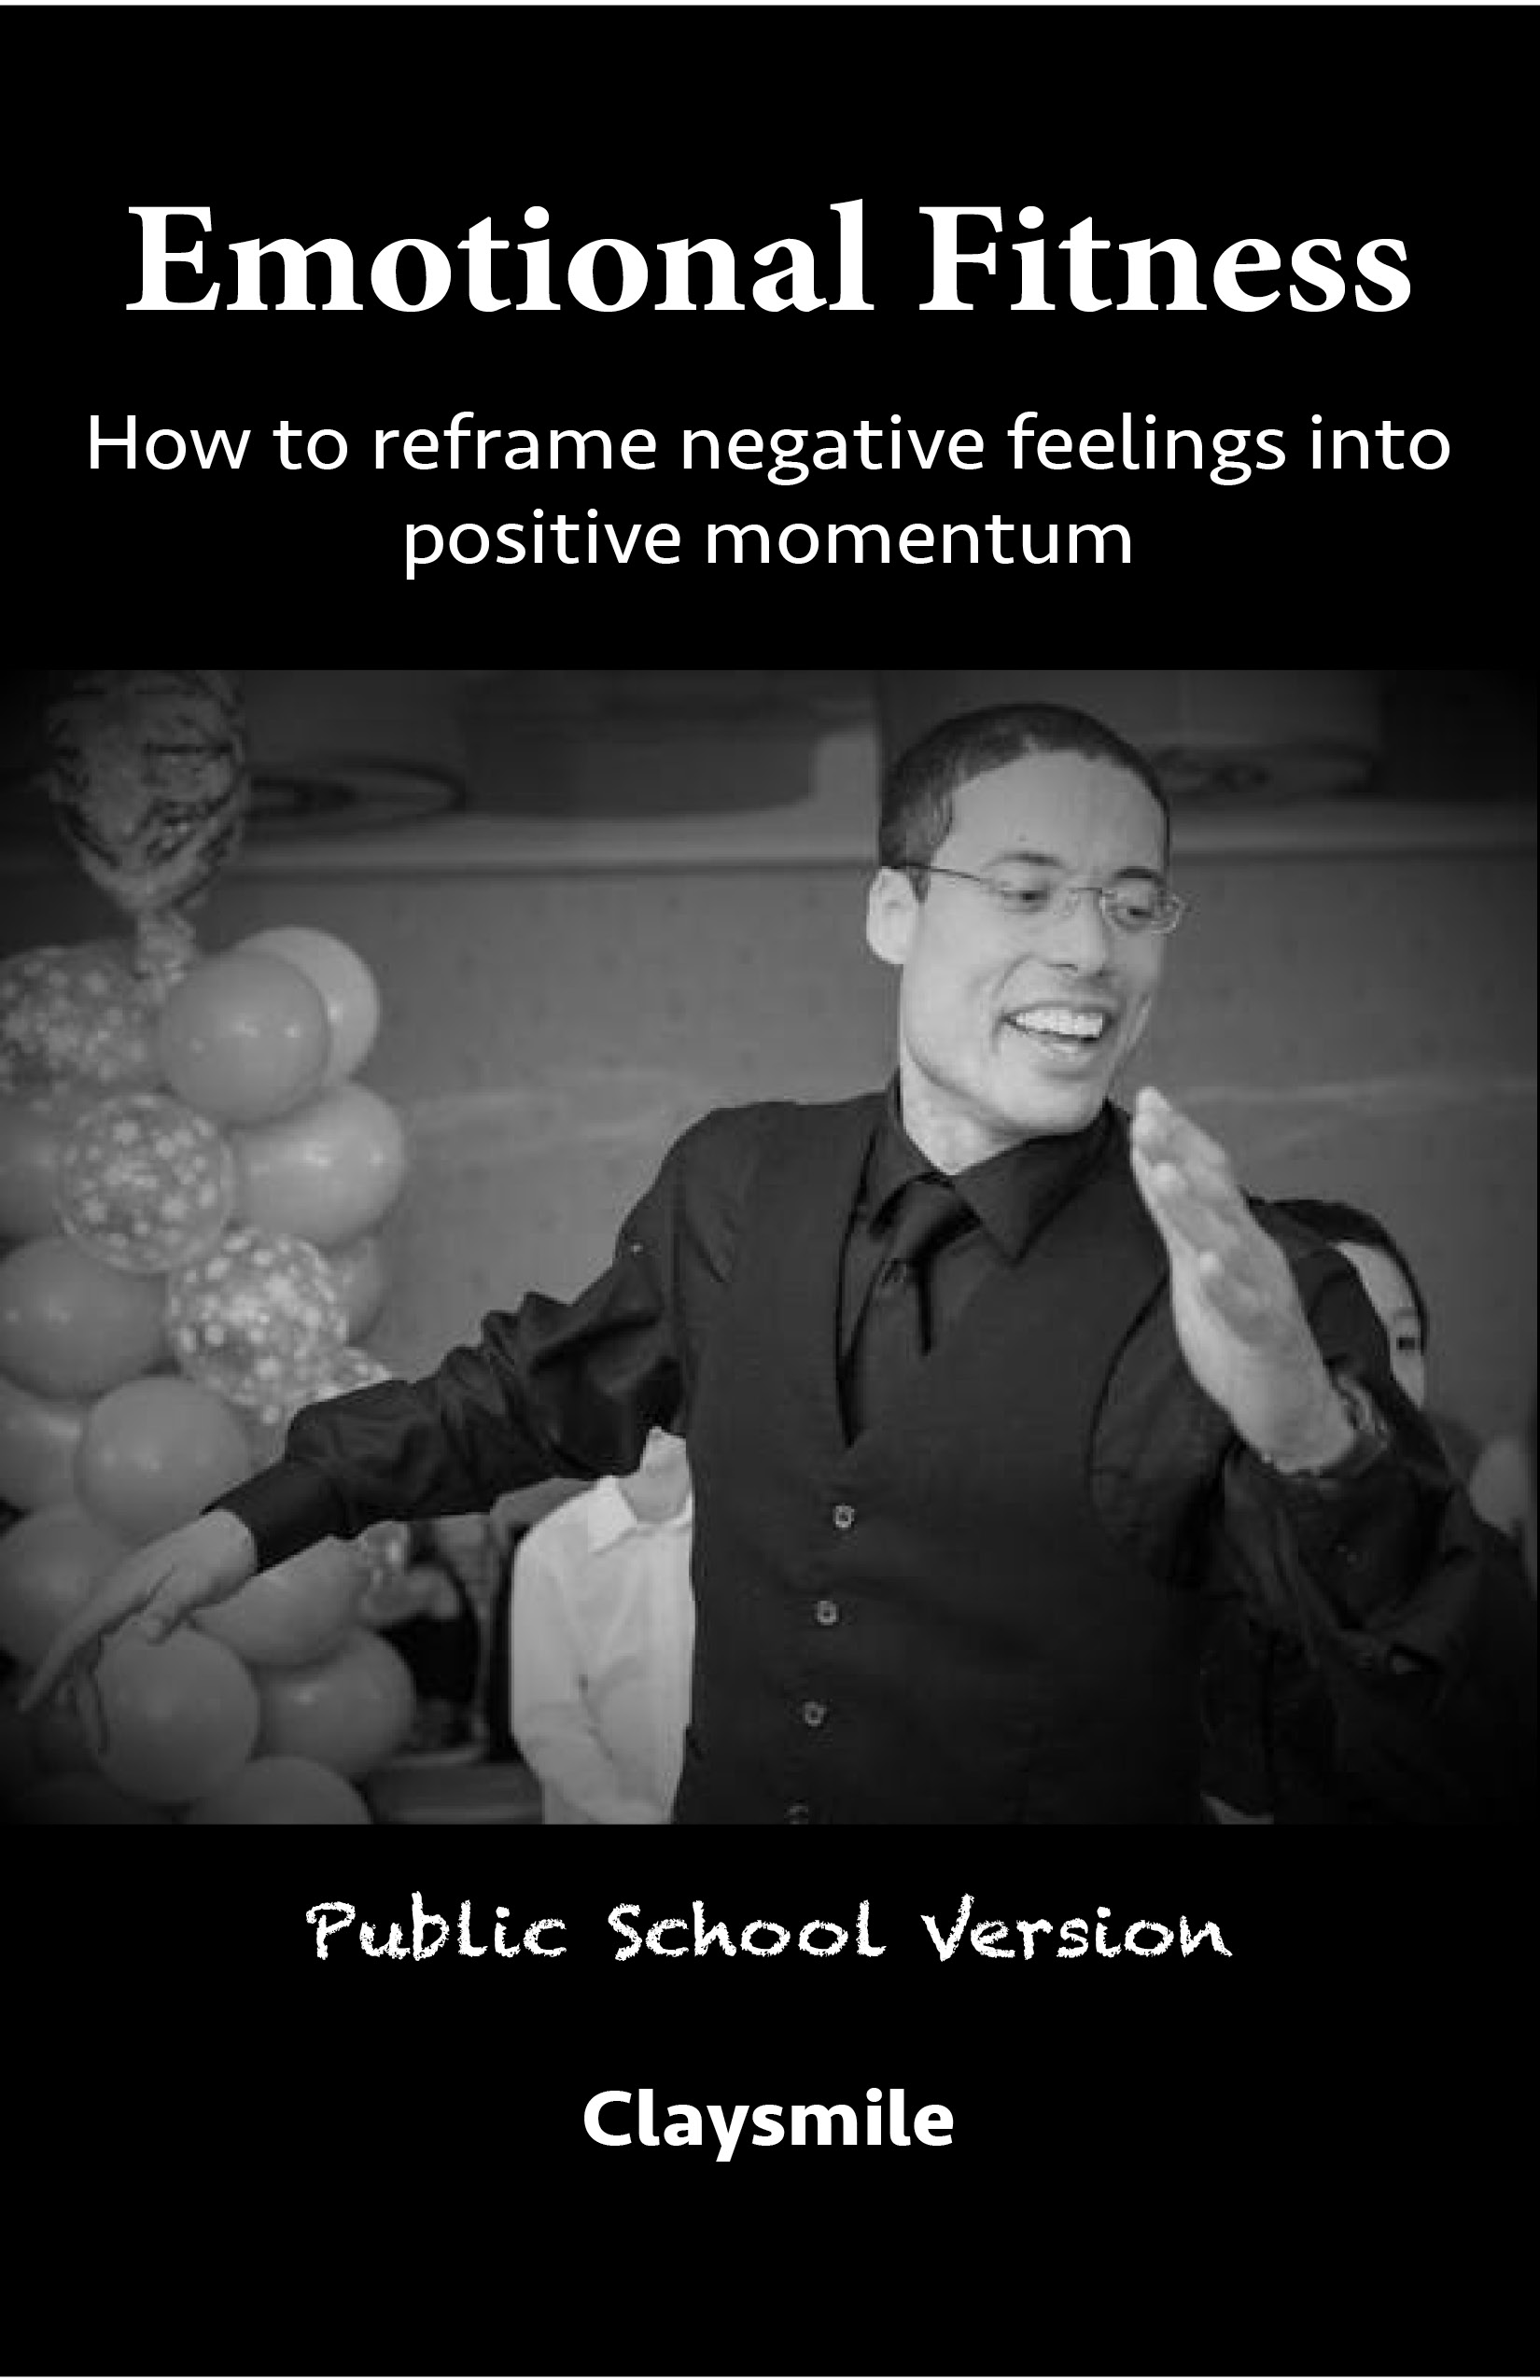 Emotional Fitness
How to reframe negative feelings into
positive momentum
Public School Version
Claysmile